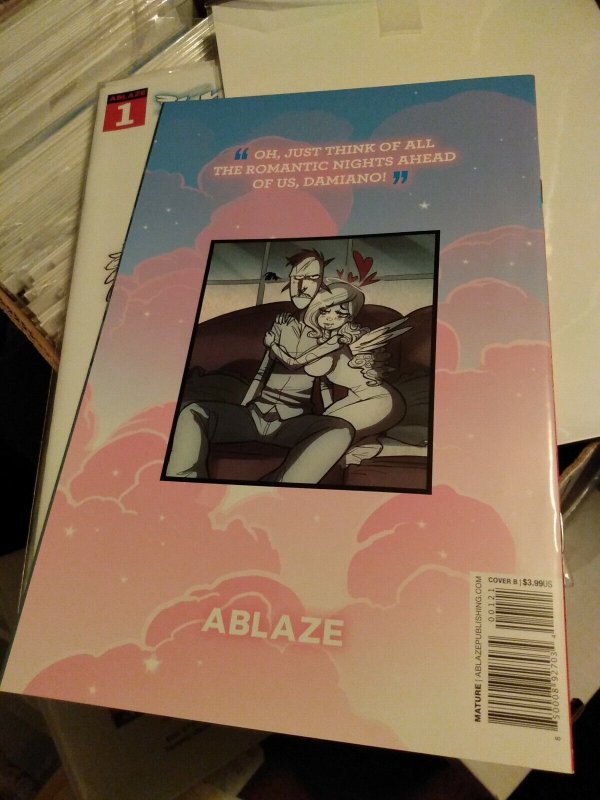 ABLAZE
1
“ OH, JUST THINK OF ALL
THE ROMANTIC NIGHTS AHEAD
OF US, DAMIANO! ”
ABLAZE
MATURE | ABLAZEPUBLISHING.COM
COVER B | $3.99US
00121